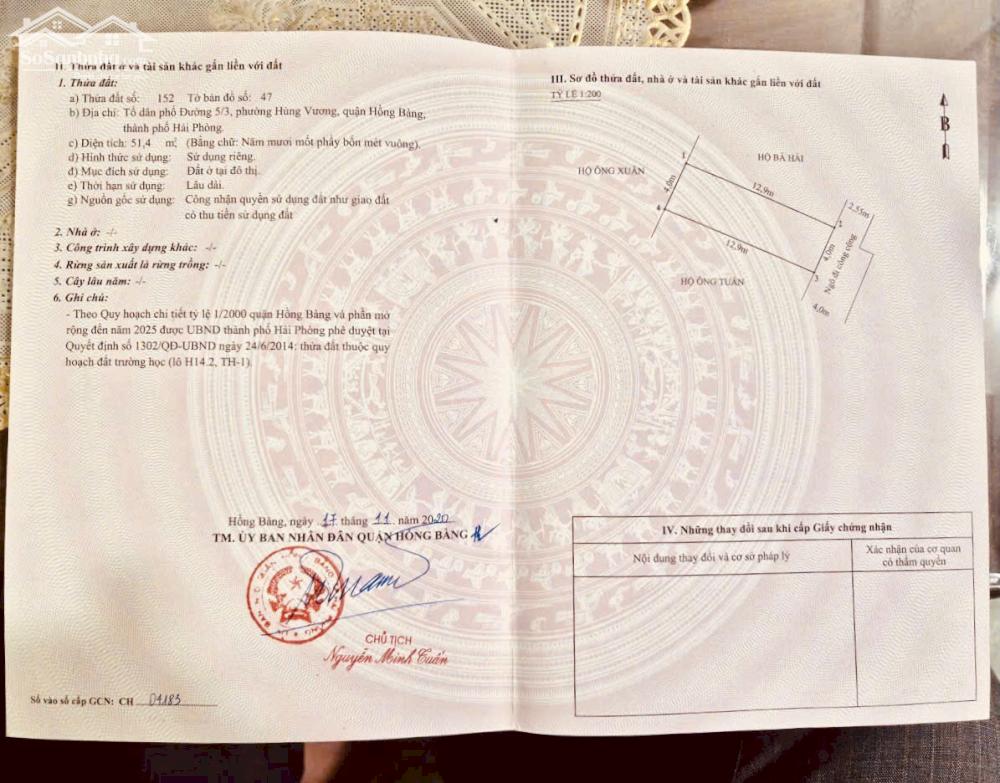 SoSanhnha.com
II. Thửa đất ở và tài sản khác gắn liền với đất
1. Thửa đất:
a) Thửa đất số: 152 Tờ bản đồ số: 47
b) Địa chỉ: Tổ dân phố Đường 5/3, phường Hùng Vương, quận Hồng Bàng,
thành phố Hải Phòng.
c) Diện tích: 51,4 m², (Bằng chữ: Năm mươi mốt phẩy bốn mét vuông),
d) Hình thức sử dụng: Sử dụng riêng.
đ) Mục đích sử dụng: Đất ở tại đô thị.
e) Thời hạn sử dụng: Lâu dài.
g) Nguồn gốc sử dụng: Công nhận quyền sử dụng đất như giao đất
có thu tiền sử dụng đất
2. Nhà ở: -/-
3. Công trình xây dựng khác: -/-
4. Rừng sản xuất là rừng trồng: -/-
5. Cây lâu năm: -/-
6. Ghi chú:
- Theo Quy hoạch chi tiết tỷ lệ 1/2000 quận Hồng Bàng và phần mở
rộng đến năm 2025 được UBND thành phố Hải Phòng phê duyệt tại
Quyết định số 1302/QĐ-UBND ngày 24/6/2014: thửa đất thuộc quy
hoạch đất trường học (lô H14.2, TH-1).
Hồng Bàng, ngày 17 tháng 11 năm 2020
TM. ỦY BAN NHÂN DÂN QUẬN HỒNG BÀNG
CHỦ TỊCH
Nguyễn Minh Tuấn
Số vào sổ cấp GCN: CH 04183
III. Sơ đồ thửa đất, nhà ở và tài sản khác gắn liền với đất
TỶ LỆ 1:200
B
HỘ BÀ HẢI
HỘ ÔNG XUÂN
1
4,0m
12,9m
2,55m
4
2
12,9m
4,0m
Ngõ đi công cộng
3
HỘ ÔNG TUẤN
4,0m
IV. Những thay đổi sau khi cấp Giấy chứng nhận
Nội dung thay đổi và cơ sở pháp lý
Xác nhận của cơ quan
có thẩm quyền